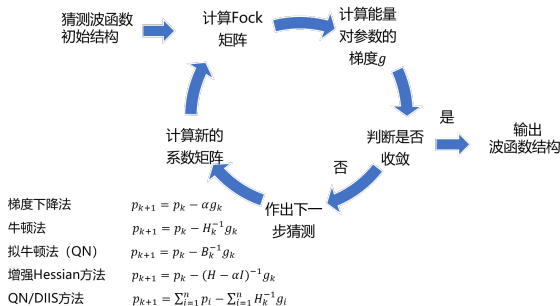 猜测波函数
初始结构
计算Fock
矩阵
计算能量
对参数的
梯度g
判断是否
收敛
是
输出
波函数结构
否
作出下一
步猜测
计算新的
系数矩阵
梯度下降法 p_{k+1} = p_k − αg_k
牛顿法 p_{k+1} = p_k − H_k^{−1}g_k
拟牛顿法（QN） p_{k+1} = p_k − B_k^{−1}g_k
增强Hessian方法 p_{k+1} = p_k − (H − αI)^{−1}g_k
QN/DIIS方法 p_{k+1} = ∑_{i=1}^{n} p_i − ∑_{i=1}^{n} H_k^{−1}g_i